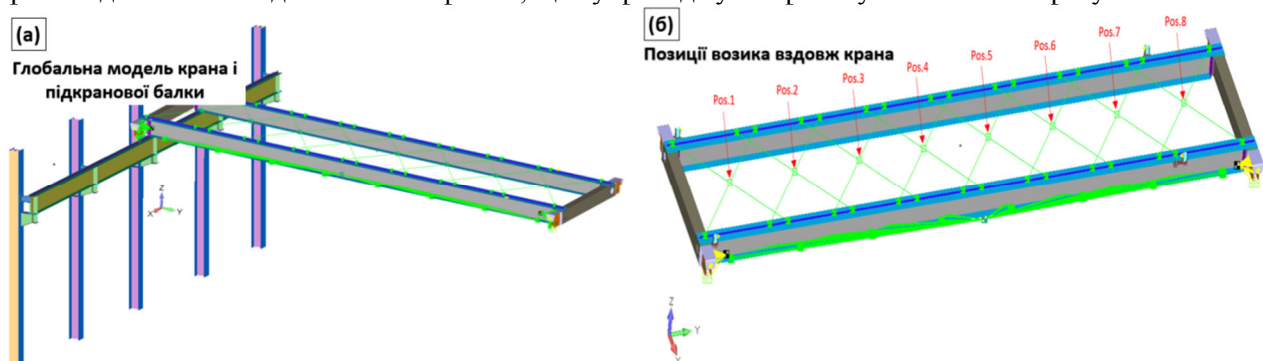 (а)
Глобальна модель крана і
підкранової балки
Z
X
Y
(б)
Позиції возика вздовж крана
Pos.1
Pos.2
Pos.3
Pos.4
Pos.5
Pos.6
Pos.7
Pos.8
Z
Y
X